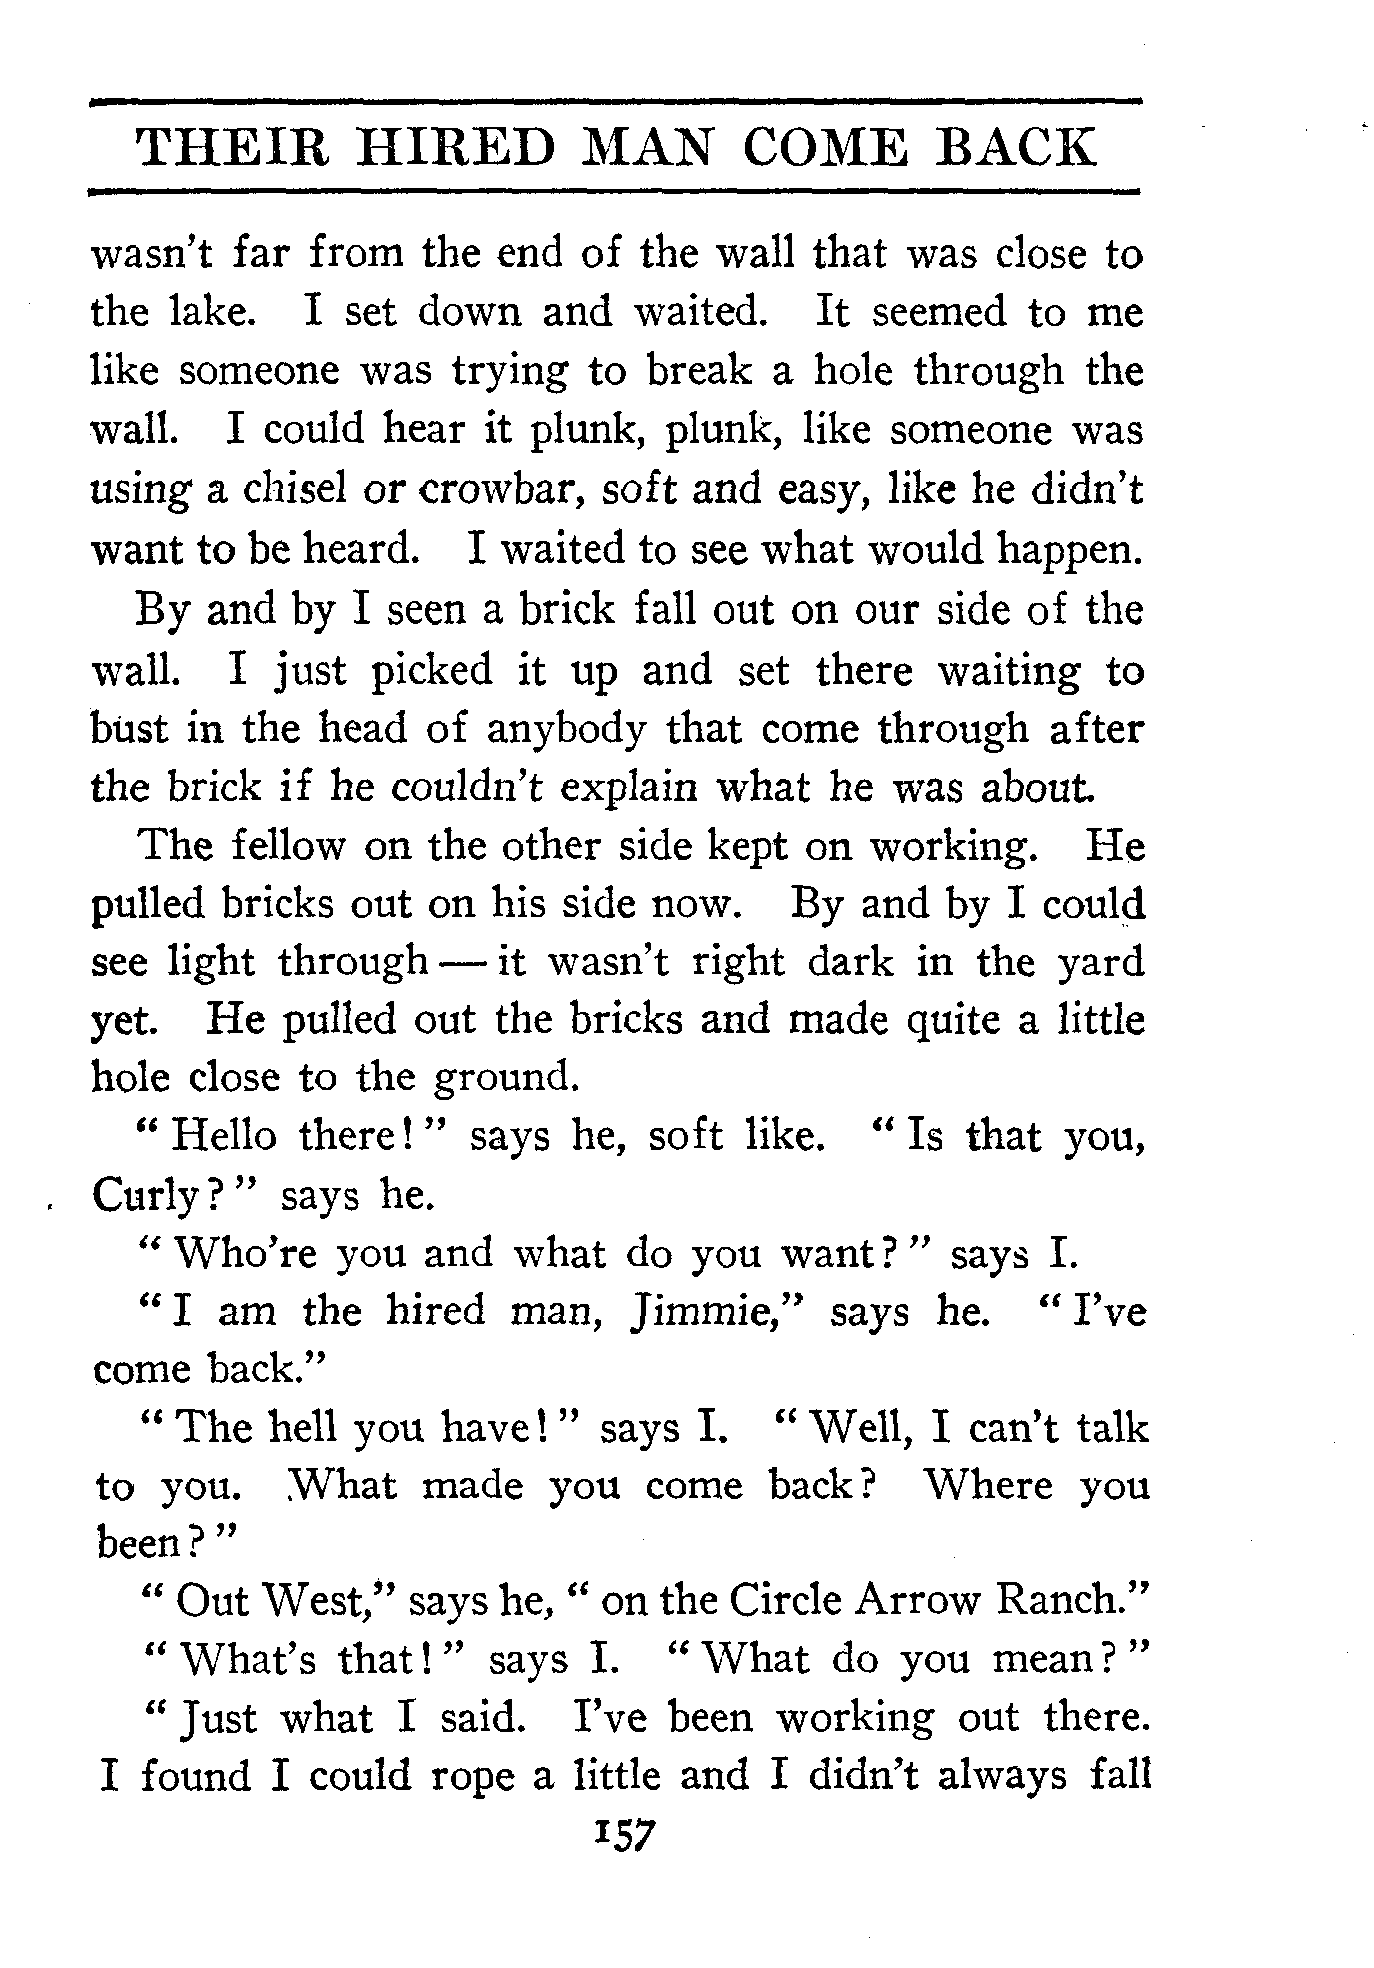 THEIR HIRED MAN COME BACK
wasn't far from the end of the wall that was close to
the lake. I set down and waited. It seemed to me
like someone was trying to break a hole through the
wall. I could hear it plunk, plunk, like someone was
using a chisel or crowbar, soft and easy, like he didn't
want to be heard. I waited to see what would happen.
By and by I seen a brick fall out on our side of the
wall. I just picked it up and set there waiting to
bust in the head of anybody that come through after
the brick if he couldn't explain what he was about.
The fellow on the other side kept on working. He
pulled bricks out on his side now. By and by I could
see light through — it wasn't right dark in the yard
yet. He pulled out the bricks and made quite a little
hole close to the ground.
" Hello there! " says he, soft like. " Is that you,
Curly? " says he.
" Who're you and what do you want? " says I.
" I am the hired man, Jimmie," says he. " I've
come back."
" The hell you have! " says I. " Well, I can't talk
to you. What made you come back? Where you
been? "
" Out West," says he, " on the Circle Arrow Ranch."
" What's that! " says I. " What do you mean? "
" Just what I said. I've been working out there.
I found I could rope a little and I didn't always fall
157